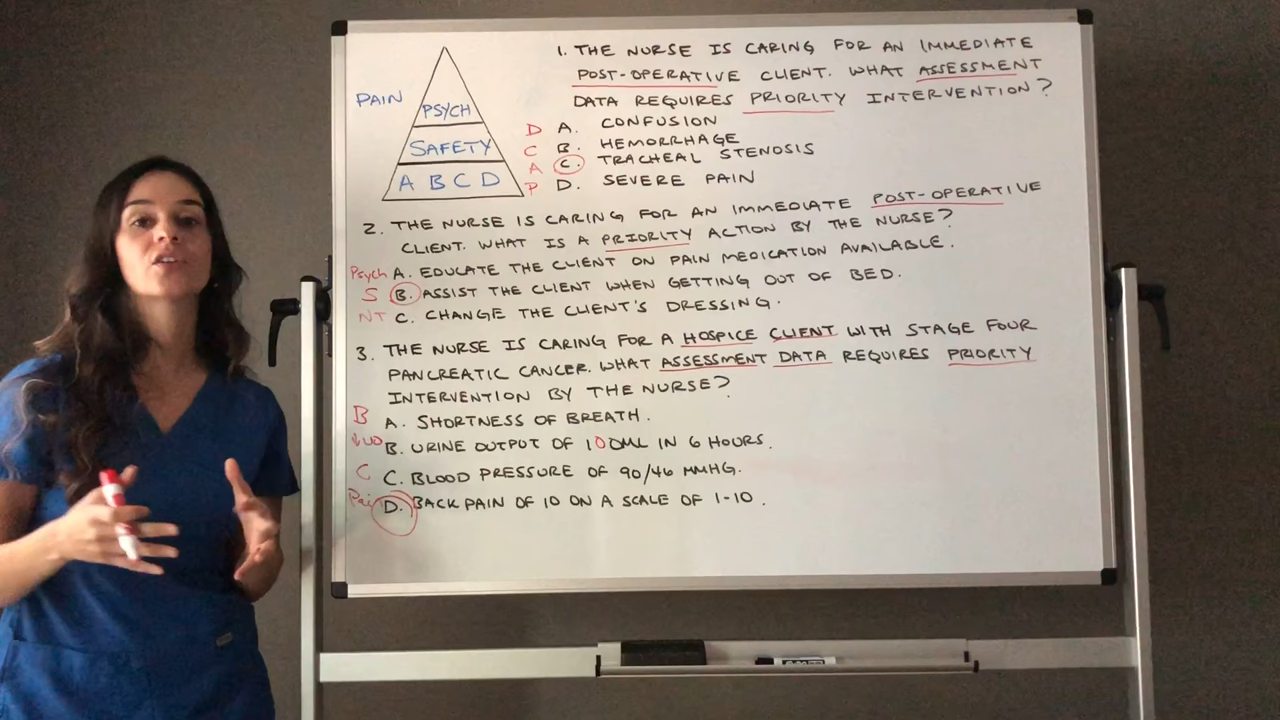 PAIN
PSYCH
SAFETY
A B C D
1. THE NURSE IS CARING FOR AN IMMEDIATE
POST-OPERATIVE CLIENT. WHAT ASSESSMENT
DATA REQUIRES PRIORITY INTERVENTION?
D A. CONFUSION
C B. HEMORRHAGE
A C. TRACHEAL STENOSIS
P D. SEVERE PAIN
2. THE NURSE IS CARING FOR AN IMMEDIATE POST-OPERATIVE
CLIENT. WHAT IS A PRIORITY ACTION BY THE NURSE?
Psych A. EDUCATE THE CLIENT ON PAIN MEDICATION AVAILABLE.
S B. ASSIST THE CLIENT WHEN GETTING OUT OF BED.
NT C. CHANGE THE CLIENT'S DRESSING.
3. THE NURSE IS CARING FOR A HOSPICE CLIENT WITH STAGE FOUR
PANCREATIC CANCER. WHAT ASSESSMENT DATA REQUIRES PRIORITY
INTERVENTION BY THE NURSE?
B A. SHORTNESS OF BREATH.
↓UO B. URINE OUTPUT OF 100ML IN 6 HOURS.
C C. BLOOD PRESSURE OF 90/46 MMHG.
Pain D. BACK PAIN OF 10 ON A SCALE OF 1-10.